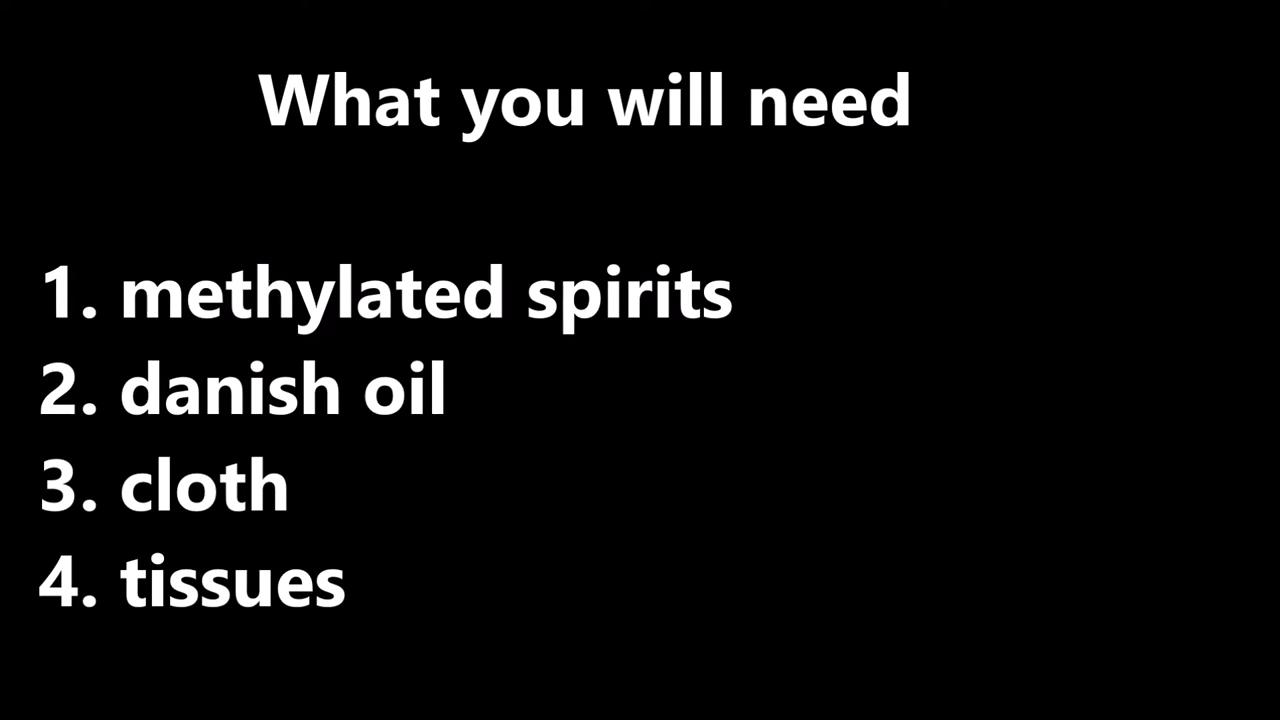 What you will need
1. methylated spirits
2. danish oil
3. cloth
4. tissues